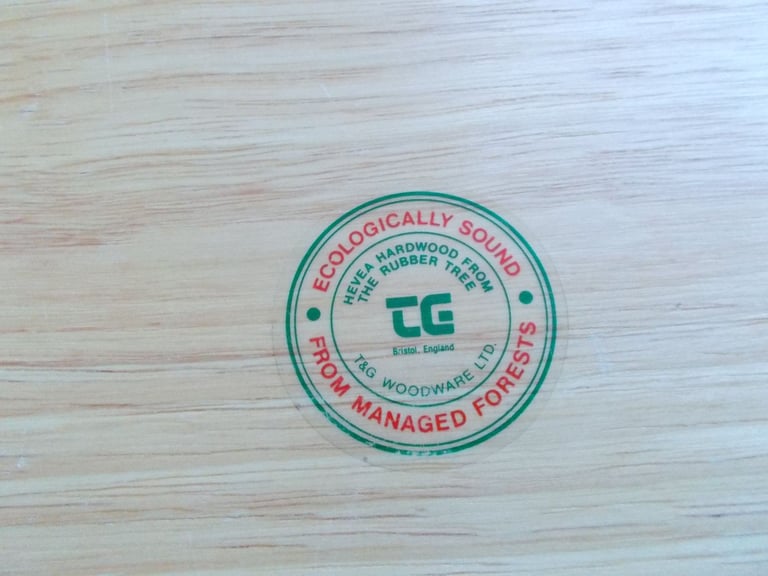 ECOLOGICALLY SOUND
HEVEA HARDWOOD FROM
THE RUBBER TREE
TG
Bristol, England
T&G WOODWARE LTD.
FROM MANAGED FORESTS